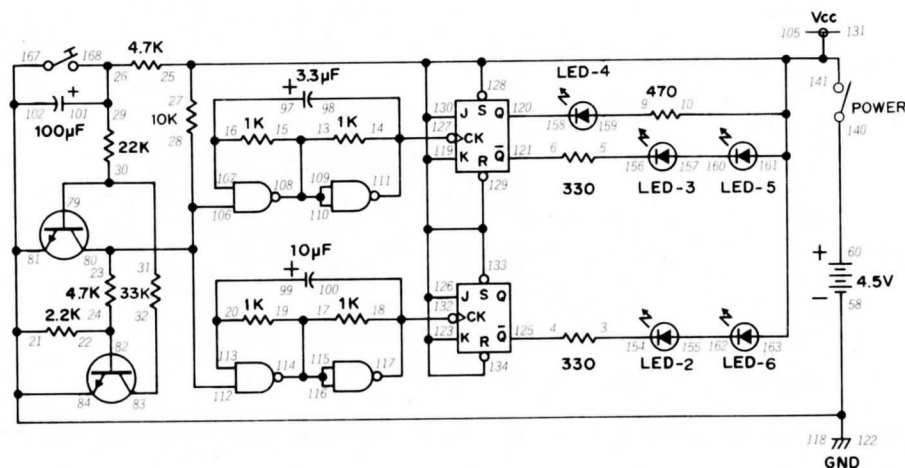 Vcc
105 131
167 168 4.7K
26 25
128 LED-4 470 141
3.3µF
+ 97 98
27 130 J S Q 120 9 10 POWER
102 + 101 29 10K 155 159 140
100µF 16 1K 15 13 1K 14 127 CK
28 119 K R Q 121 6 5 156 157 160 161
22K 107 108 109 111 129 330 LED-3 LED-5
30 106 110
79
81 80 10µF 133 + 60
23 31 + 99 100 126 J S Q 4.5V
4.7K 33K 20 1K 19 17 1K 18 132 CK − 58
24 32 123 K R Q 125 4 3 154 155 162 163
2.2K 113 114 115 117 134 330 LED-2 LED-6
21 22 82 112 116
84 83
118 122
GND